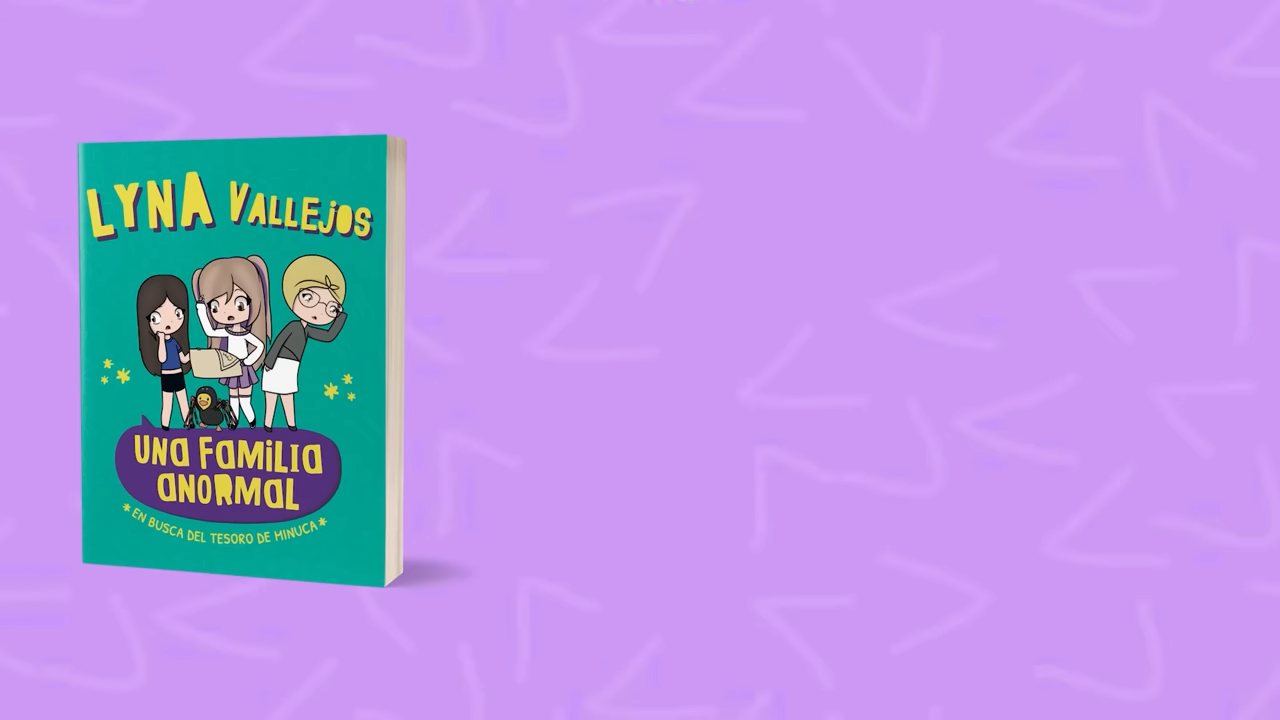 LYNA VALLEJOS
UNA FAMILIA
ANORMAL
*EN BUSCA DEL TESORO DE MINUCA*